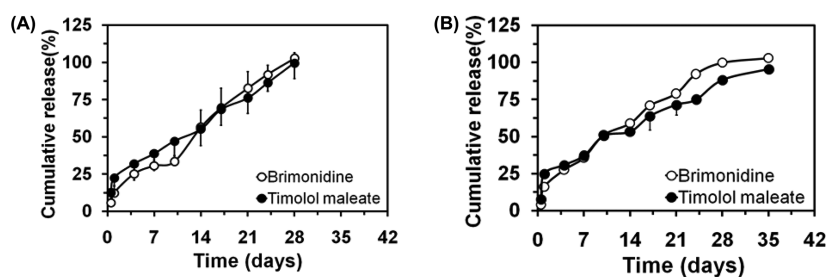 (A)
Cumulative release(%)
125
100
75
50
25
0
Brimonidine
Timolol maleate
0 7 14 21 28 35 42
Time (days)
(B)
Cumulative release(%)
125
100
75
50
25
0
Brimonidine
Timolol maleate
0 7 14 21 28 35 42
Time (days)